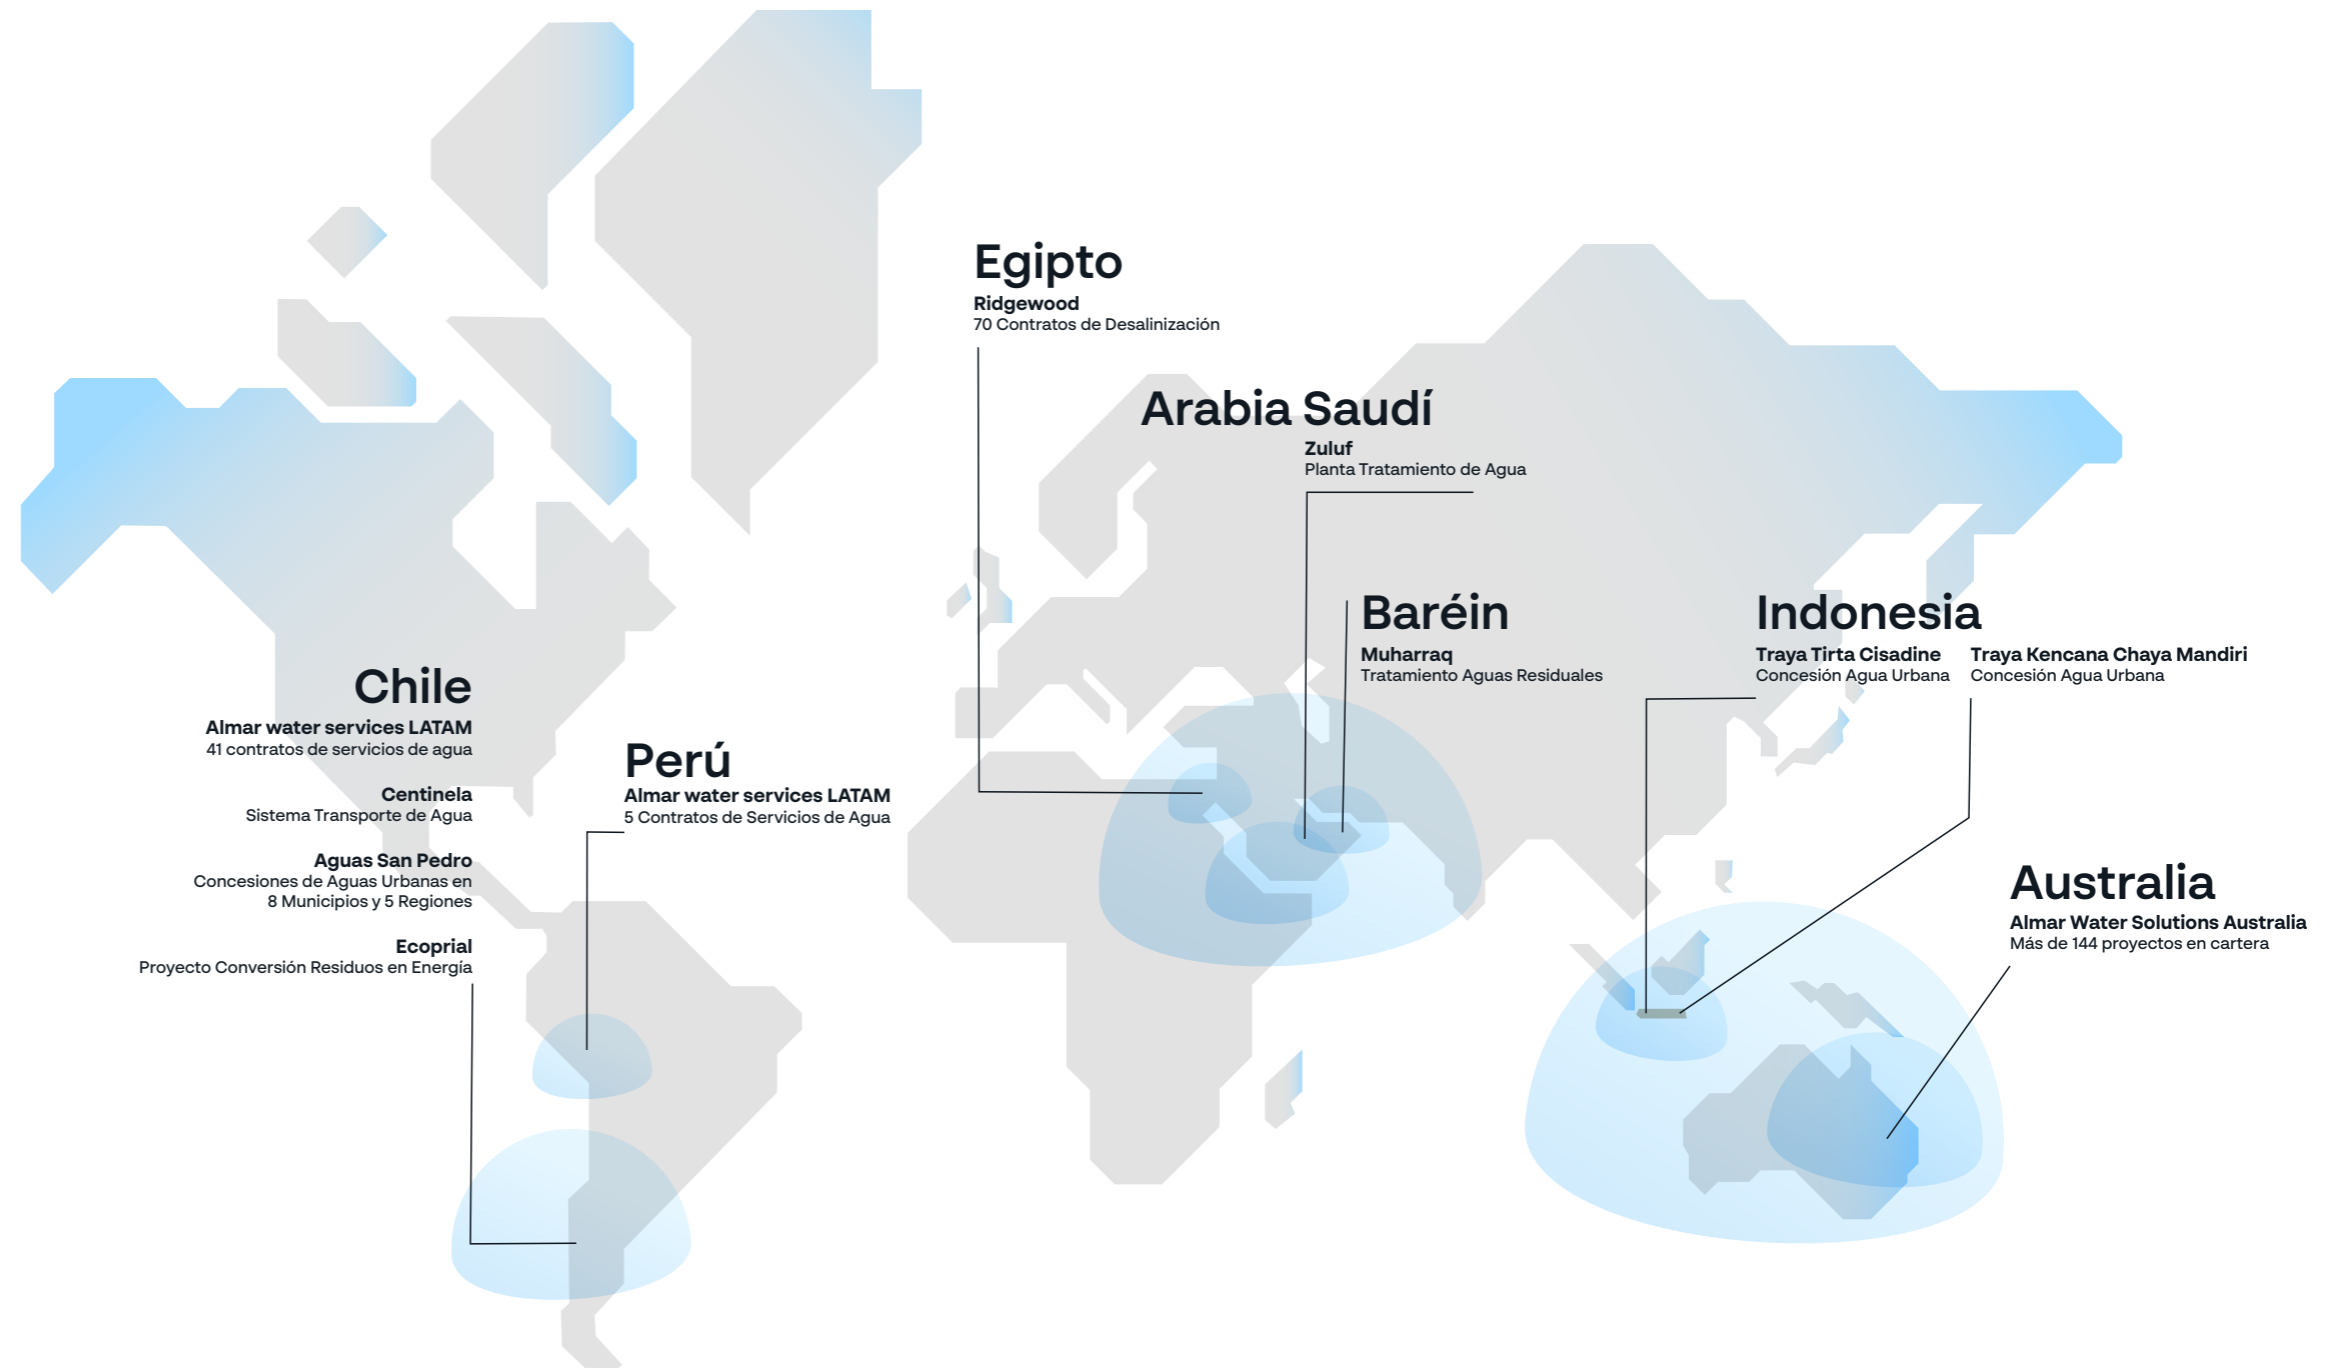 Egipto
Ridgewood
70 Contratos de Desalinización
Arabia Saudí
Zuluf
Planta Tratamiento de Agua
Baréin
Muharraq
Tratamiento Aguas Residuales
Indonesia
Traya Tirta Cisadine
Concesión Agua Urbana
Traya Kencana Chaya Mandiri
Concesión Agua Urbana
Chile
Almar water services LATAM
41 contratos de servicios de agua
Centinela
Sistema Transporte de Agua
Aguas San Pedro
Concesiones de Aguas Urbanas en
8 Municipios y 5 Regiones
Ecoprial
Proyecto Conversión Residuos en Energía
Perú
Almar water services LATAM
5 Contratos de Servicios de Agua
Australia
Almar Water Solutions Australia
Más de 144 proyectos en cartera